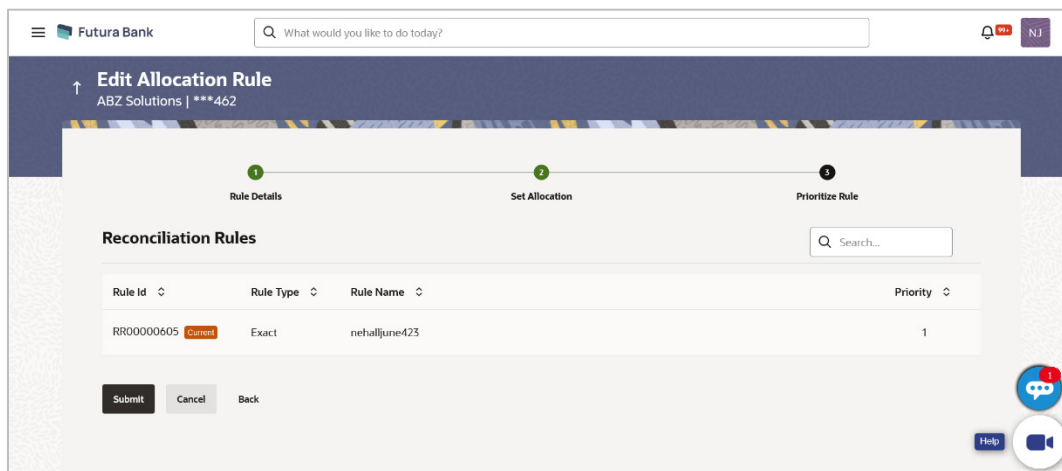 Futura Bank
What would you like to do today?
99+
NJ
Edit Allocation Rule
ABZ Solutions | ***462
1
2
3
Rule Details
Set Allocation
Prioritize Rule
Reconciliation Rules
Search...
Rule Id
Rule Type
Rule Name
Priority
RR00000605 Current
Exact
nehalljune423
1
Submit
Cancel
Back
1
Help